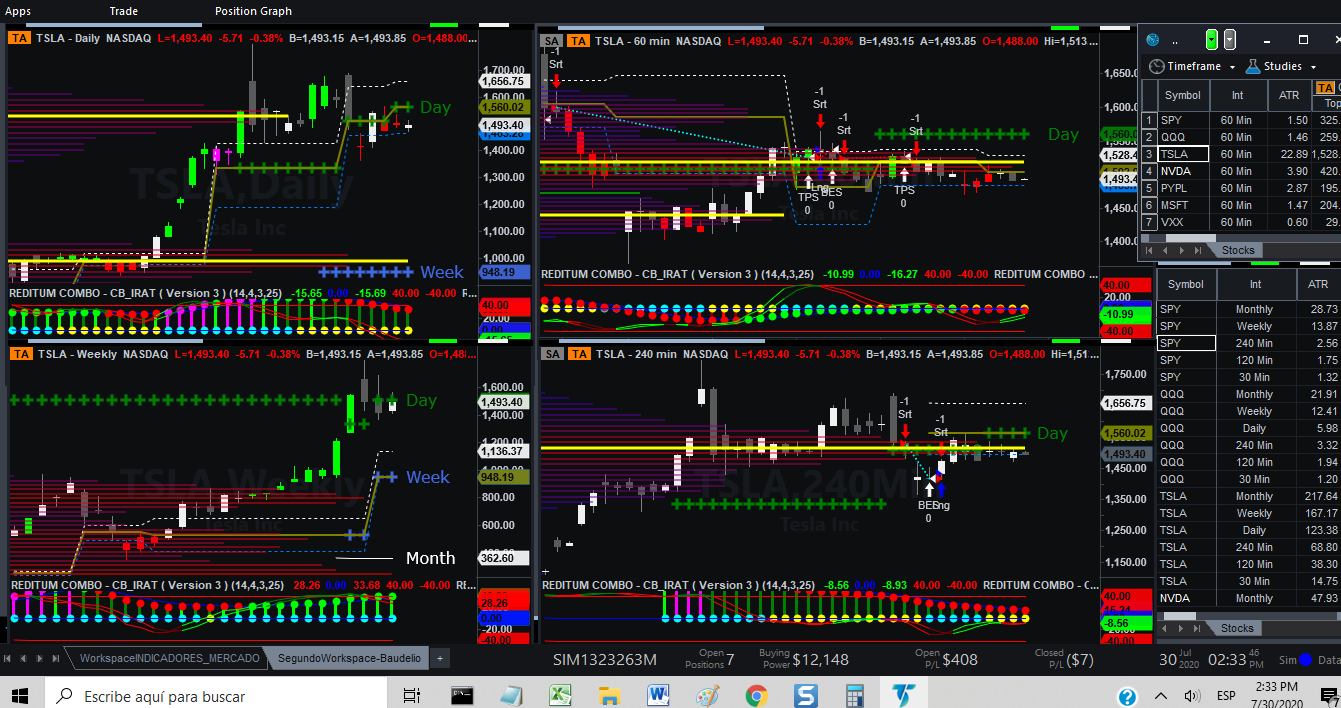 Apps Trade Position Graph
TA TSLA - Daily NASDAQ L=1,493.40 -5.71 -0.38% B=1,493.15 A=1,493.85 O=1,488.00...
1,700.00
1,656.75
1,600.00
1,560.02
1,493.40
1,400.00
1,300.00
1,200.00
1,100.00
1,000.00
948.19
Day
Week
TSLA,Daily
Tesla Inc
REDITUM COMBO - CB_IRAT ( Version 3 ) (14,4,3,25) -15.65 0.00 -15.69 40.00 -40.00
40.00
20.00
0.00
SA TA TSLA - 60 min NASDAQ L=1,493.40 -5.71 -0.38% B=1,493.15 A=1,493.85 O=1,488.00 Hi=1,513...
-1
Srt
-1
Srt
-1
Srt
-1
Srt
Day
TPS
0
BES
0
TPS
0
Tesla Inc
1,528.4
1,493.4
REDITUM COMBO - CB_IRAT ( Version 3 ) (14,4,3,25) -10.99 0.00 -16.27 40.00 -40.00 REDITUM COMBO ...
40.00
20.00
-10.99
-40.00
TA TSLA - Weekly NASDAQ L=1,493.40 -5.71 -0.38% B=1,493.15 A=1,493.85
1,600.00
1,493.40
1,400.00
1,200.00
1,136.37
948.19
800.00
600.00
362.60
Day
Week
Month
TSLA,Weekly
Tesla Inc
REDITUM COMBO - CB_IRAT ( Version 3 ) (14,4,3,25) 28.26 0.00 33.68 40.00 -40.00
28.26
0.00
-20.00
-40.00
SA TA TSLA - 240 min NASDAQ L=1,493.40 -5.71 -0.38% B=1,493.15 A=1,493.85 O=1,488.00 Hi=1,51...
1,750.00
1,656.75
1,560.02
1,493.40
1,450.00
1,350.00
1,250.00
1,150.00
-1
Srt
-1
Srt
Day
0
Tesla Inc
REDITUM COMBO - CB_IRAT ( Version 3 ) (14,4,3,25) -8.56 0.00 -8.93 40.00 -40.00 REDITUM COMBO - C...
40.00
-8.56
Timeframe Studies
Symbol Int ATR TA
Top
1 SPY 60 Min 1.50 325.
2 QQQ 60 Min 1.46 259.
3 TSLA 60 Min 22.89 1,528.
4 NVDA 60 Min 3.90 420.
5 PYPL 60 Min 2.87 195.
6 MSFT 60 Min 1.47 204.
7 VXX 60 Min 0.60 29.
Stocks
Symbol Int ATR
SPY Monthly 28.73
SPY Weekly 13.87
SPY 240 Min 2.56
SPY 120 Min 1.75
SPY 30 Min 1.32
QQQ Monthly 21.91
QQQ Weekly 12.41
QQQ Daily 5.98
QQQ 240 Min 3.32
QQQ 120 Min 1.94
QQQ 30 Min 1.20
TSLA Monthly 217.64
TSLA Weekly 167.17
TSLA Daily 123.38
TSLA 240 Min 68.80
TSLA 120 Min 38.30
TSLA 30 Min 14.75
NVDA Monthly 47.93
Stocks
WorkspaceINDICADORES_MERCADO SegundoWorkspace-Baudelio +
SIM1323263M Open Positions 7 Buying Power $12,148 Open P/L $408 Closed P/L ($7) 30 Jul 2020 02:33 46 PM Sim Data
Escribe aquí para buscar
ESP
2:33 PM
7/30/2020